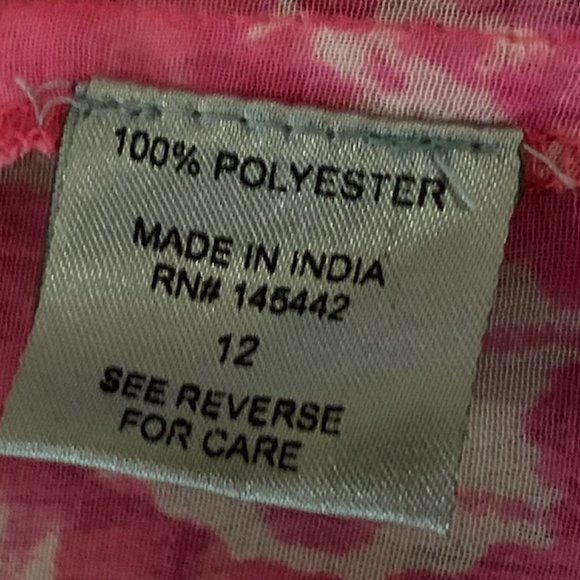 100% POLYESTER
MADE IN INDIA
RN# 145442
12
SEE REVERSE
FOR CARE